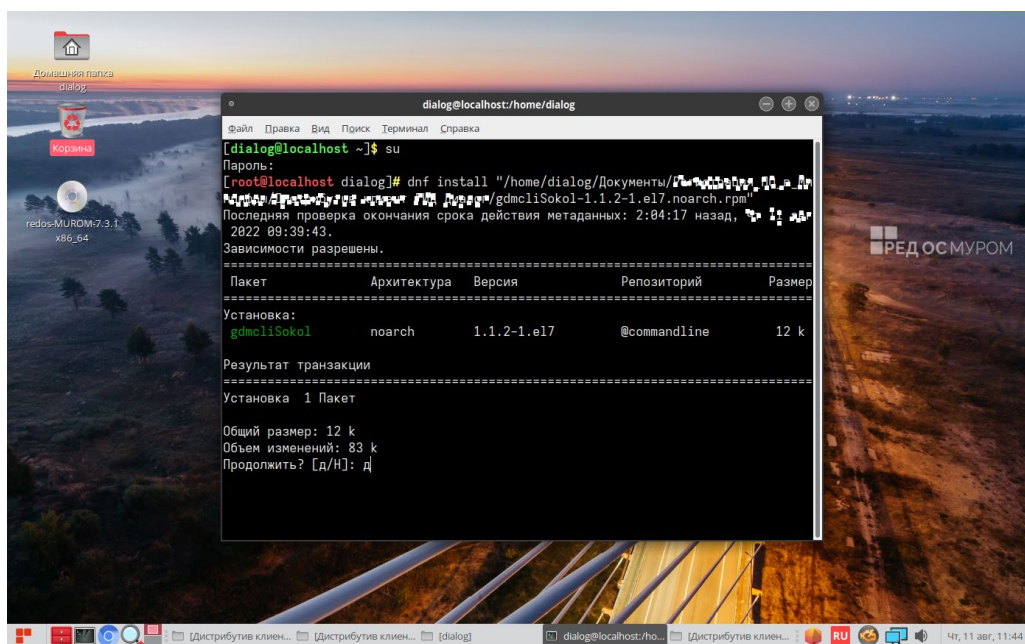 Домашняя папка
dialog
Корзина
redos-MUROM-7.3.1
x86_64
dialog@localhost:/home/dialog
Файл Правка Вид Поиск Терминал Справка
[dialog@localhost ~]$ su
Пароль:
[root@localhost dialog]# dnf install "/home/dialog/Документы/
/gdmcliSokol-1.1.2-1.el7.noarch.rpm"
Последняя проверка окончания срока действия метаданных: 2:04:17 назад,
2022 09:39:43.
Зависимости разрешены.
================================================================================
Пакет Архитектура Версия Репозиторий Размер
================================================================================
Установка:
gdmcliSokol noarch 1.1.2-1.el7 @commandline 12 k
Результат транзакции
================================================================================
Установка 1 Пакет
Общий размер: 12 k
Объем изменений: 83 k
Продолжить? [д/Н]: д
РЕД ОС МУРОМ
[Дистрибутив клиен... [Дистрибутив клиен... [dialog] dialog@localhost:/ho... [Дистрибутив клиен... RU Чт, 11 авг, 11:44